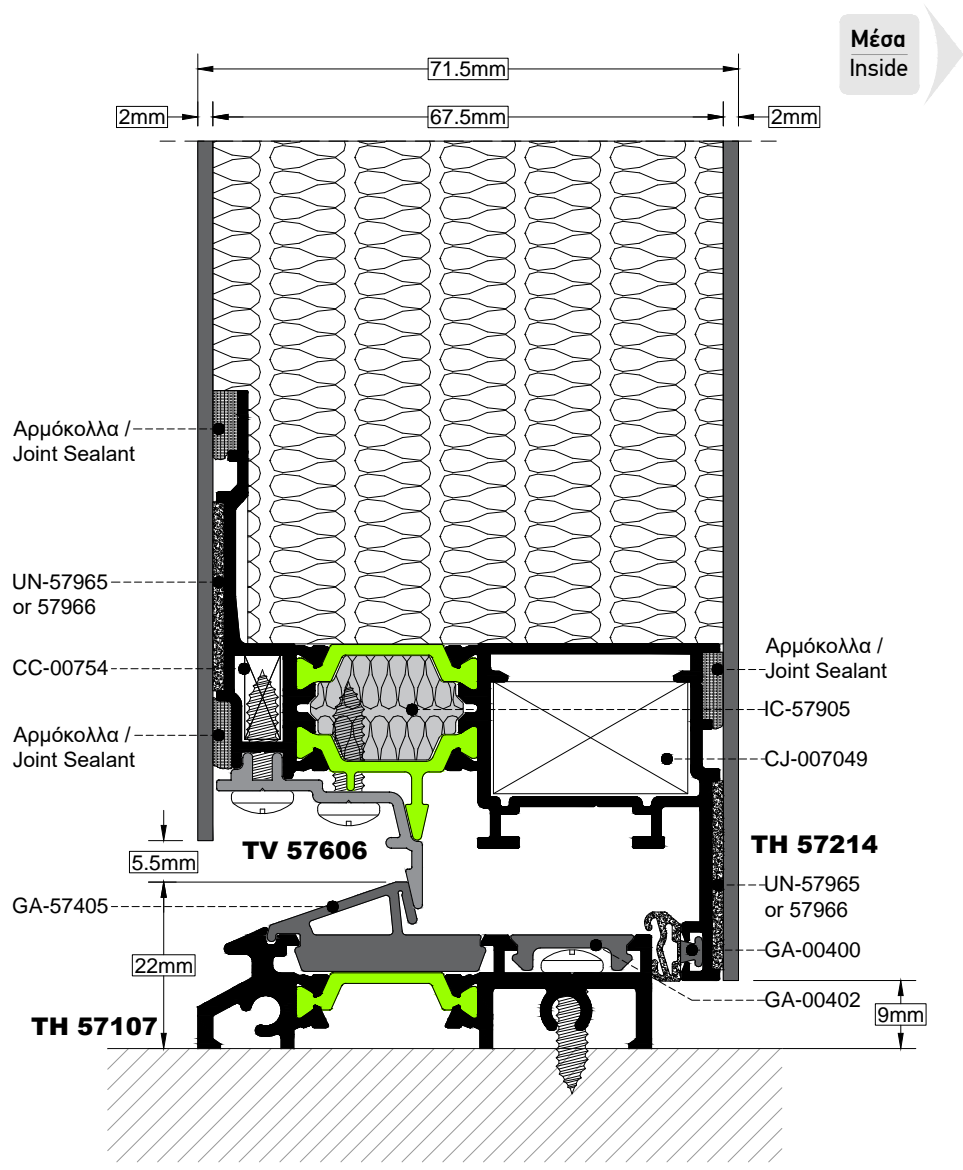 Μέσα
Inside
71.5mm
2mm
67.5mm
2mm
Αρμόκολλα /
Joint Sealant
UN-57965
or 57966
CC-00754
Αρμόκολλα /
Joint Sealant
Αρμόκολλα /
Joint Sealant
IC-57905
CJ-007049
TV 57606
TH 57214
5.5mm
UN-57965
or 57966
GA-57405
GA-00400
22mm
GA-00402
9mm
TH 57107